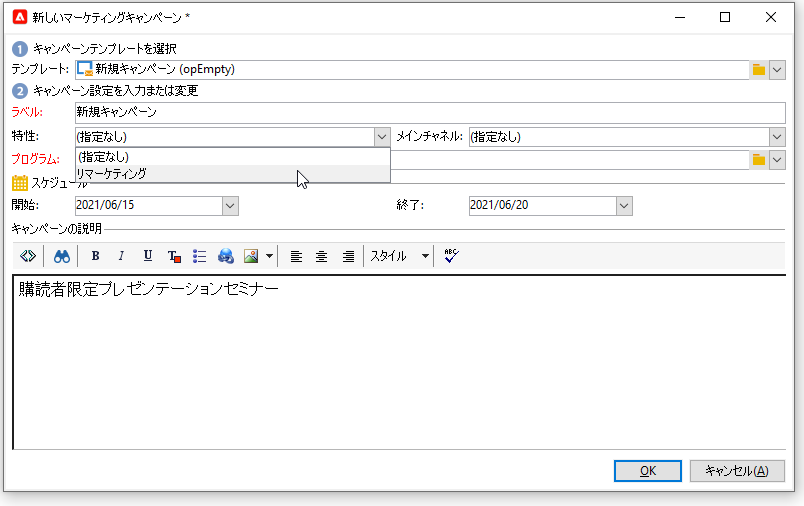 新しいマーケティングキャンペーン *
1 キャンペーンテンプレートを選択
テンプレート: 新規キャンペーン (opEmpty)
2 キャンペーン設定を入力または変更
ラベル: 新規キャンペーン
特性: (指定なし) メインチャネル: (指定なし)
プログラム: (指定なし)
リマーケティング
スケジュール
開始: 2021/06/15 終了: 2021/06/20
キャンペーンの説明
B I U T スタイル ABC
購読者限定プレゼンテーションセミナー
OK キャンセル(A)